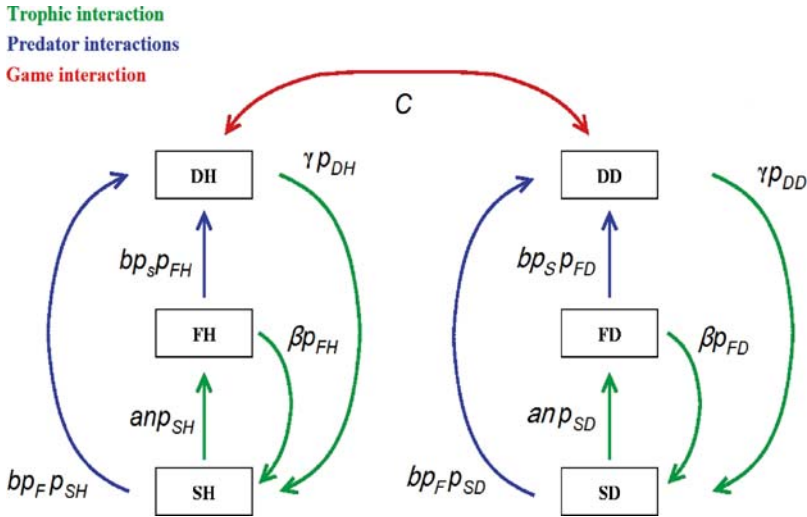 Trophic interaction
Predator interactions
Game interaction
C
DH
γ p_DH
DD
γp_DD
bp_s p_FH
bp_S p_FD
FH
βp_FH
FD
βp_FD
anp_SH
an p_SD
bp_F p_SH
SH
bp_F p_SD
SD